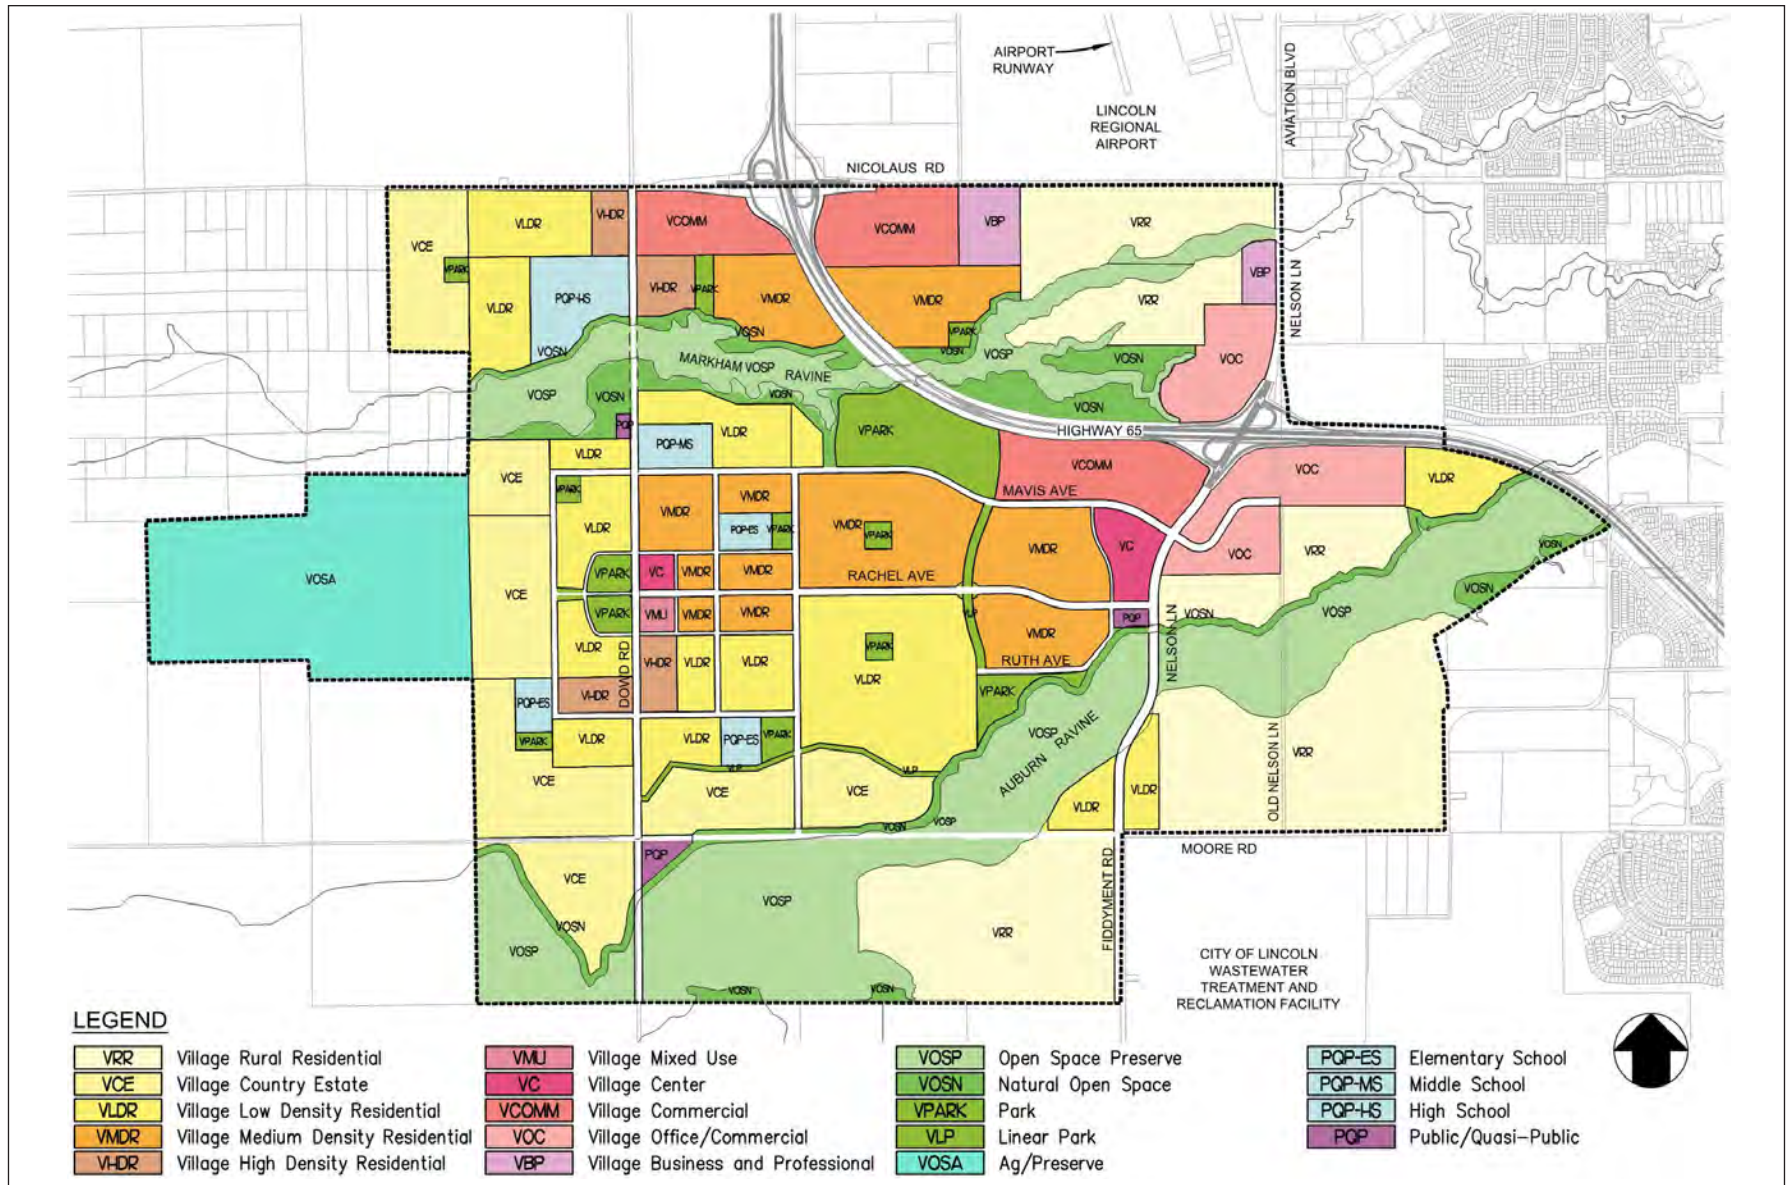 AIRPORT
RUNWAY
LINCOLN
REGIONAL
AIRPORT
AVIATION BLVD
NICOLAUS RD
VCE
VLDR
VHDR
VCOMM
VCOMM
VBP
VRR
VPARK
VLDR
PQP-HS
VHDR
VPARK
VMDR
VMDR
VRR
VBP
NELSON LN
VOSN
VOSN
VPARK
VOSN
VOSP
VOSN
VOC
MARKHAM VOSP RAVINE
VOSP
VOSN
VOSN
VOSN
PQP
PQP-MS
VLDR
VPARK
HIGHWAY 65
VLDR
VCE
VCOMM
VOC
VLDR
VPARK
MAVIS AVE
VMDR
VMDR
VLDR
PQP-ES
VPARK
VMDR
VPARK
VMDR
VC
VOC
VRR
VOSN
VOSA
VCE
VPARK
VC
VMDR
VMDR
RACHEL AVE
VOSN
VPARK
VMU
VMDR
VMDR
VLP
PQP
VOSN
VOSP
VMDR
VLDR
VHDR
VLDR
VLDR
VPARK
RUTH AVE
NELSON LN
DOWD RD
VLDR
PQP-ES
VHDR
VPARK
VPARK
VLDR
VLDR
PQP-ES
VPARK
VOSP
AUBURN RAVINE
VRR
OLD NELSON LN
VCE
VLP
VCE
VLP
VCE
VLDR
VLDR
VOSN
VOSP
MOORE RD
PQP
VCE
FIDDYMENT RD
VOSP
VOSN
VOSP
VRR
VOSN
VOSN
CITY OF LINCOLN
WASTEWATER
TREATMENT AND
RECLAMATION FACILITY
LEGEND
VRR Village Rural Residential
VCE Village Country Estate
VLDR Village Low Density Residential
VMDR Village Medium Density Residential
VHDR Village High Density Residential
VMU Village Mixed Use
VC Village Center
VCOMM Village Commercial
VOC Village Office/Commercial
VBP Village Business and Professional
VOSP Open Space Preserve
VOSN Natural Open Space
VPARK Park
VLP Linear Park
VOSA Ag/Preserve
PQP-ES Elementary School
PQP-MS Middle School
PQP-HS High School
PQP Public/Quasi-Public